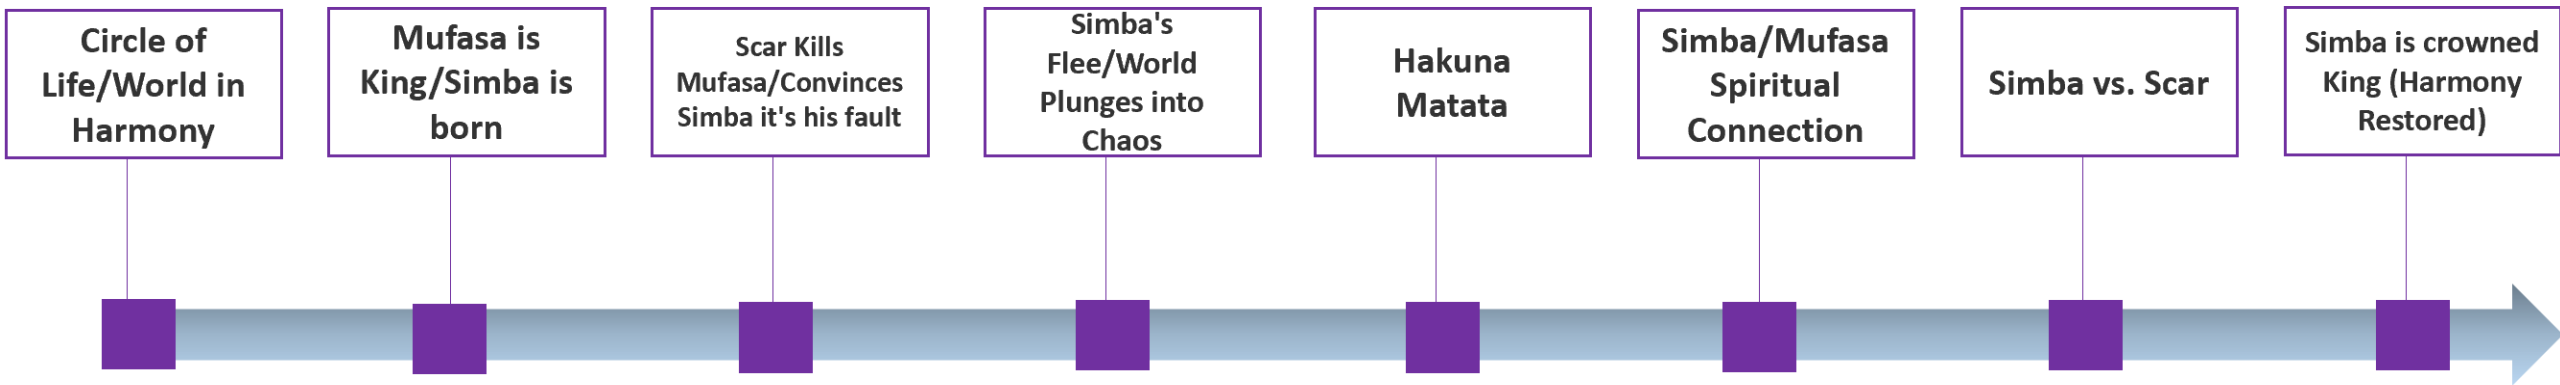 Circle of
Life/World in
Harmony
Mufasa is
King/Simba is
born
Scar Kills
Mufasa/Convinces
Simba it's his fault
Simba's
Flee/World
Plunges into
Chaos
Hakuna
Matata
Simba/Mufasa
Spiritual
Connection
Simba vs. Scar
Simba is crowned
King (Harmony
Restored)